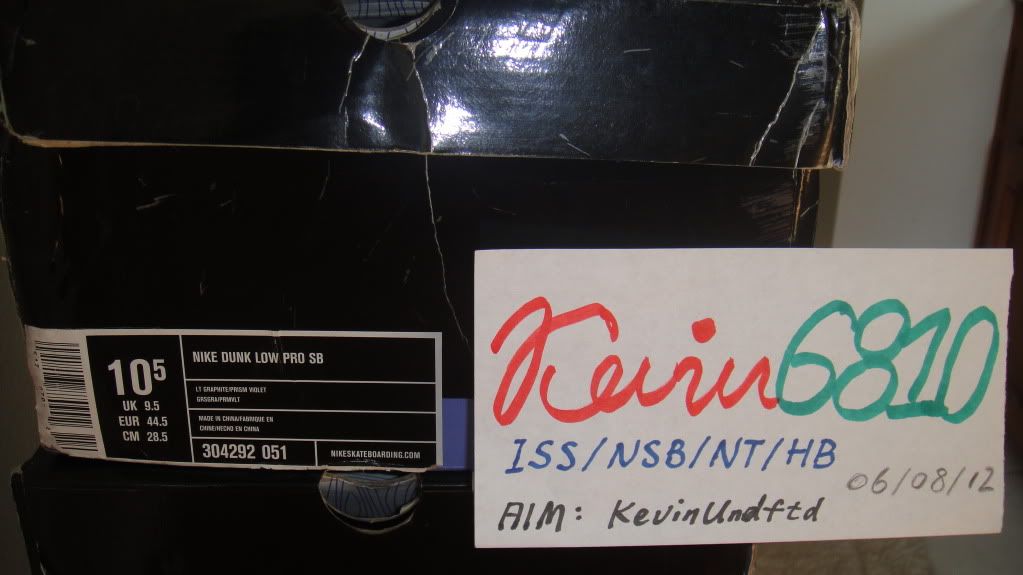 10⁵
UK 9.5
EUR 44.5
CM 28.5
NIKE DUNK LOW PRO SB
LT GRAPHITE/PRISM VIOLET
GRSGRA/PRMVLT
MADE IN CHINA/FABRIQUE EN
CHINE/HECHO EN CHINA
304292 051
NIKESKATEBOARDING.COM
Kevin6810
ISS/NSB/NT/HB
06/08/12
AIM: KevinUndftd